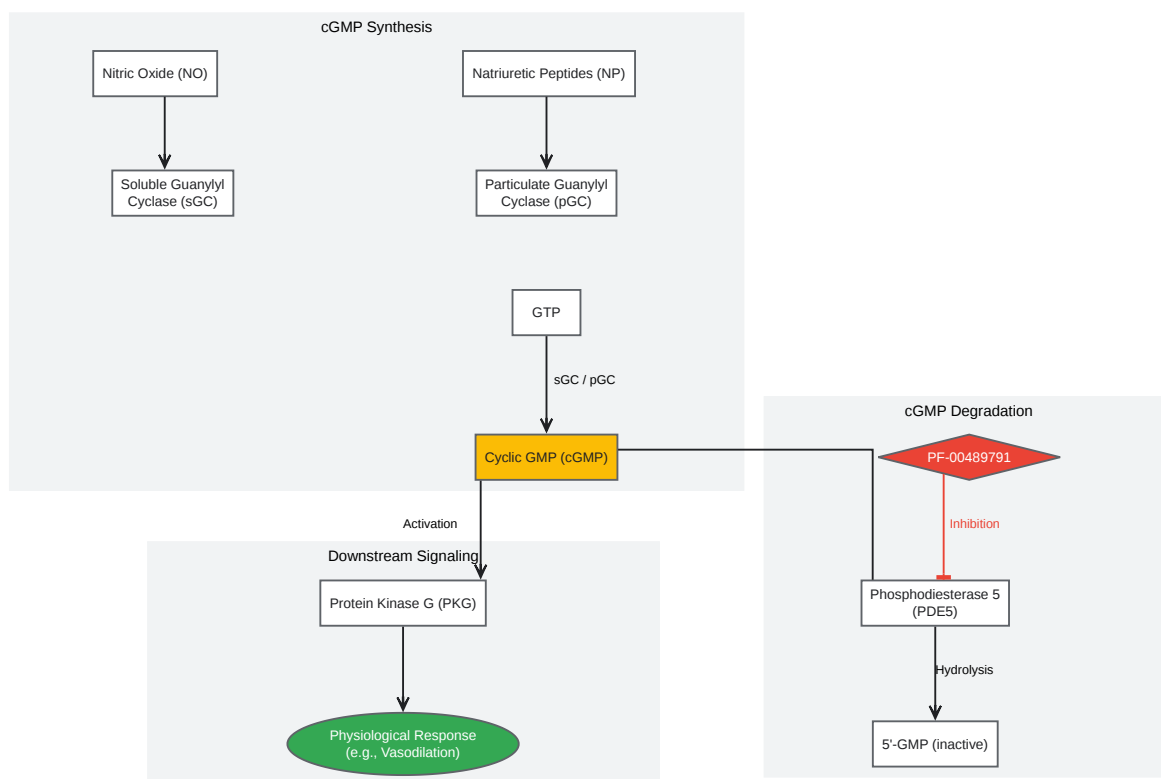 cGMP Synthesis
Nitric Oxide (NO)
Natriuretic Peptides (NP)
Soluble Guanylyl
Cyclase (sGC)
Particulate Guanylyl
Cyclase (pGC)
GTP
sGC / pGC
Cyclic GMP (cGMP)
cGMP Degradation
PF-00489791
Inhibition
Activation
Downstream Signaling
Protein Kinase G (PKG)
Phosphodiesterase 5
(PDE5)
Hydrolysis
Physiological Response
(e.g., Vasodilation)
5'-GMP (inactive)